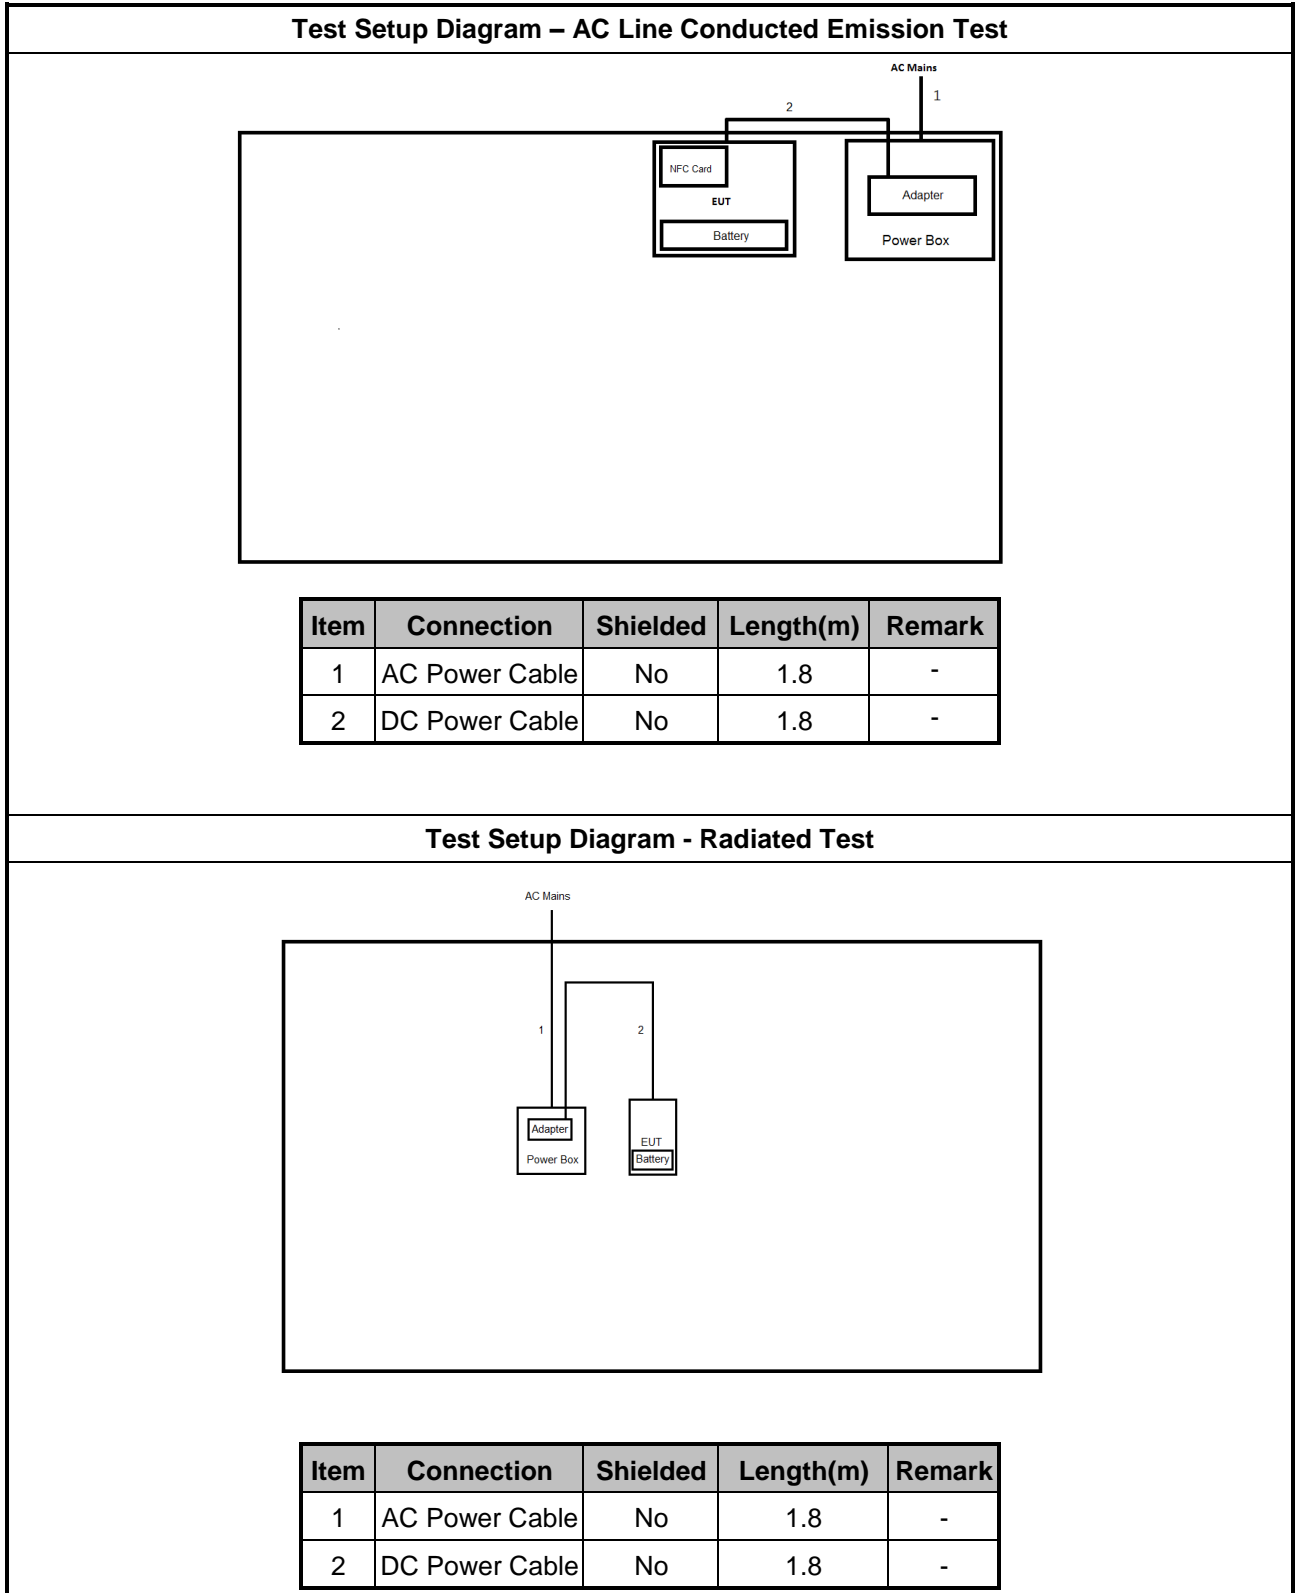 Test Setup Diagram – AC Line Conducted Emission Test
AC Mains
1
2
NFC Card
EUT
Battery
Adapter
Power Box
Item Connection Shielded Length(m) Remark
1 AC Power Cable No 1.8 -
2 DC Power Cable No 1.8 -
Test Setup Diagram - Radiated Test
AC Mains
1 2
Adapter
Power Box
EUT
Battery
Item Connection Shielded Length(m) Remark
1 AC Power Cable No 1.8 -
2 DC Power Cable No 1.8 -